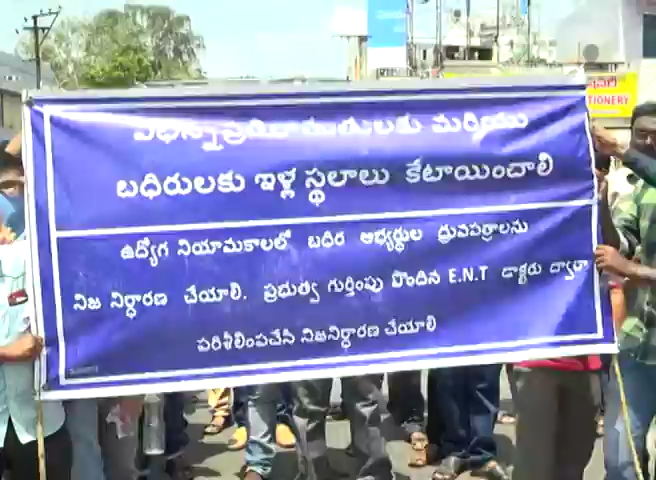 మరియు
బధిరులకు ఇళ్ల స్థలాలు కేటాయించాలి
ఉద్యోగ నియామకాలలో బధిర అభ్యర్థుల ధ్రువపత్రాలను
నిజ నిర్ధారణ చేయాలి. ప్రభుత్వ గుర్తింపు పొందిన E.N.T డాక్టరు ద్వారా
పరిశీలింపచేసి నిజనిర్ధారణ చేయాలి
TIONERY